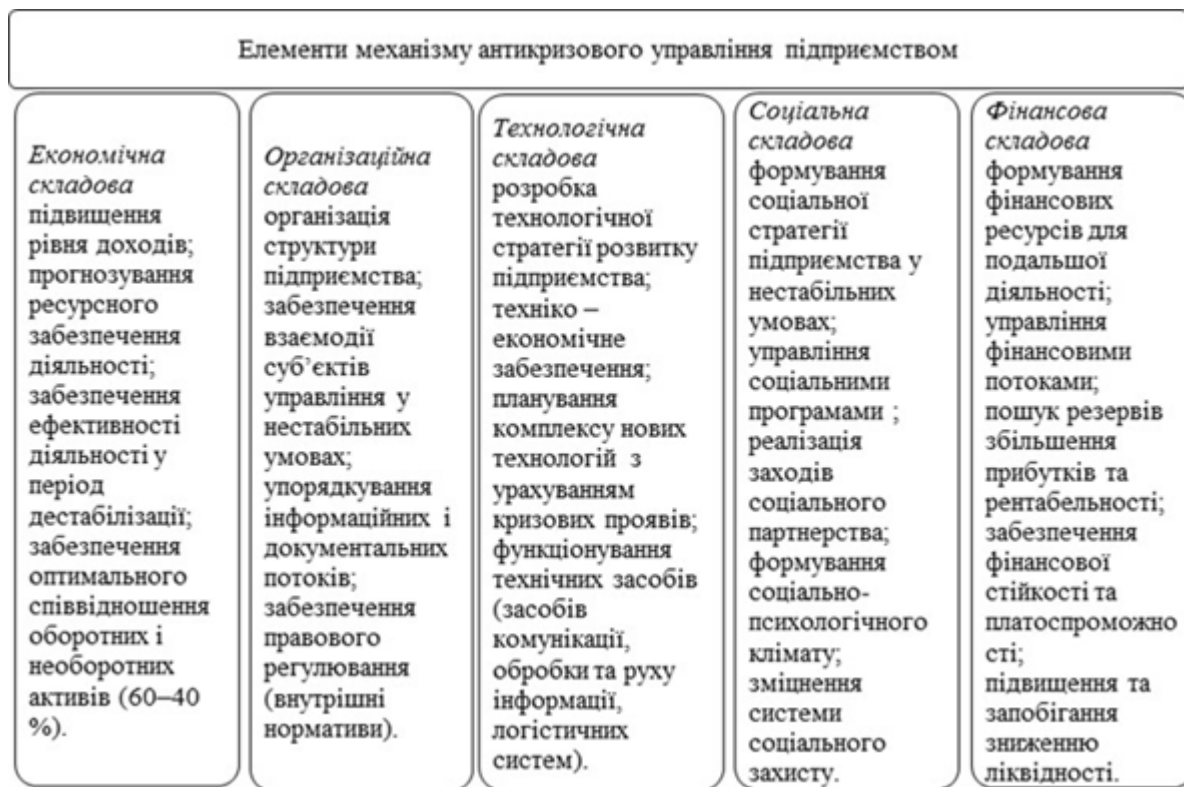 Елементи механізму антикризового управління підприємством
Економічна
складова
підвищення
рівня доходів;
прогнозування
ресурсного
забезпечення
діяльності;
забезпечення
ефективності
діяльності у
період
дестабілізації;
забезпечення
оптимального
співвідношення
оборотних і
необоротних
активів (60–40
%).
Організаційна
складова
організація
структури
підприємства;
забезпечення
взаємодії
суб’єктів
управління у
нестабільних
умовах;
упорядкування
інформаційних і
документальних
потоків;
забезпечення
правового
регулювання
(внутрішні
нормативи).
Технологічна
складова
розробка
технологічної
стратегії розвитку
підприємства;
техніко –
економічне
забезпечення;
планування
комплексу нових
технологій з
урахуванням
кризових проявів;
функціонування
технічних засобів
(засобів
комунікації,
обробки та руху
інформації,
логістичних
систем).
Соціальна
складова
формування
соціальної
стратегії
підприємства у
нестабільних
умовах;
управління
соціальними
програмами ;
реалізація
заходів
соціального
партнерства;
формування
соціально-
психологічного
клімату;
зміцнення
системи
соціального
захисту.
Фінансова
складова
формування
фінансових
ресурсів для
подальшої
діяльності;
управління
фінансовими
потоками;
пошук резервів
збільшення
прибутків та
рентабельності;
забезпечення
фінансової
стійкості та
платоспроможно
сті;
підвищення та
запобігання
зниженню
ліквідності.